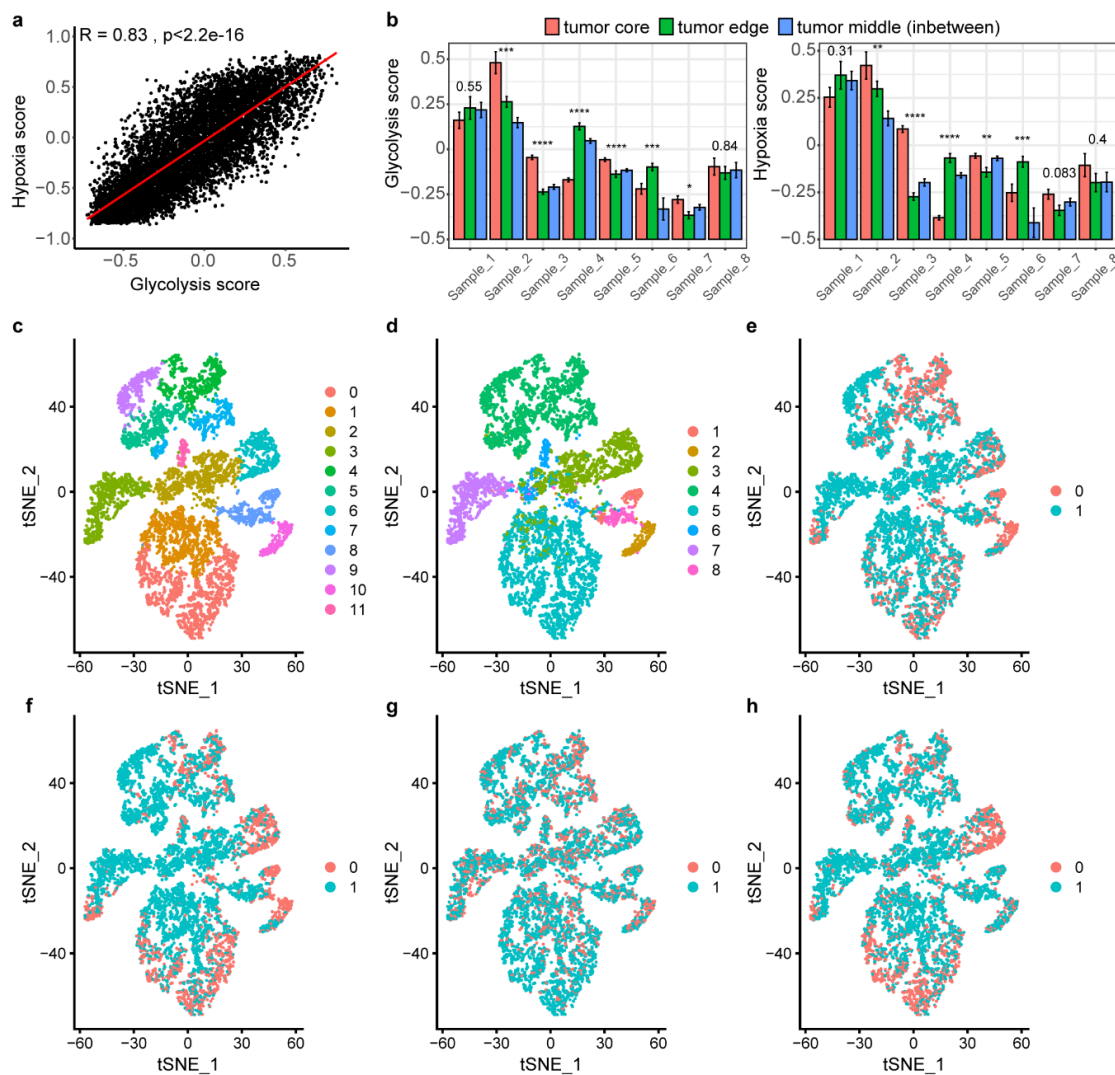 a
R = 0.83 , p<2.2e-16
Hypoxia score
1.0
0.5
0.0
−0.5
−1.0
−0.5 0.0 0.5
Glycolysis score
b
tumor core tumor edge tumor middle (inbetween)
Glycolysis score
0.5
0.25
0
−0.25
−0.5
0.55 *** **** **** **** *** * 0.84
Sample_1 Sample_2 Sample_3 Sample_4 Sample_5 Sample_6 Sample_7 Sample_8
Hypoxia score
0.5
0.25
0
−0.25
−0.5
0.31 ** **** **** ** *** 0.083 0.4
Sample_1 Sample_2 Sample_3 Sample_4 Sample_5 Sample_6 Sample_7 Sample_8
c
tSNE_2
40
0
−40
−60 −30 0 30 60
tSNE_1
0
1
2
3
4
5
6
7
8
9
10
11
d
tSNE_2
40
0
−40
−60 −30 0 30 60
tSNE_1
1
2
3
4
5
6
7
8
e
tSNE_2
40
0
−40
−60 −30 0 30 60
tSNE_1
0
1
f
tSNE_2
40
0
−40
−60 −30 0 30 60
tSNE_1
0
1
g
tSNE_2
40
0
−40
−60 −30 0 30 60
tSNE_1
0
1
h
tSNE_2
40
0
−40
−60 −30 0 30 60
tSNE_1
0
1